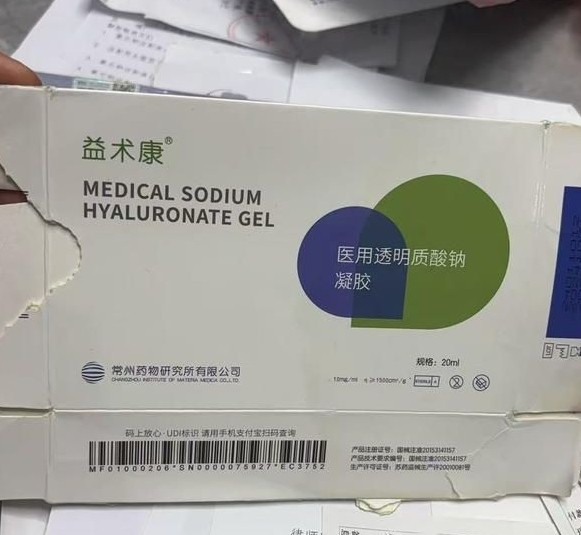 益术康®
MEDICAL SODIUM
HYALURONATE GEL
医用透明质酸钠
凝胶
规格：20ml
常州药物研究所有限公司
CHANGZHOU INSTITUTE OF MATERIA MEDICA CO.,LTD.
10mg/ml
码上放心·UDI标识 请用手机支付宝扫码查询
MF01000206*SN0000075927*EC3752
产品注册证号：国械注准20153141157
产品技术要求编号：国械注准20153141157
生产许可证号：苏药监械生产许20010081号